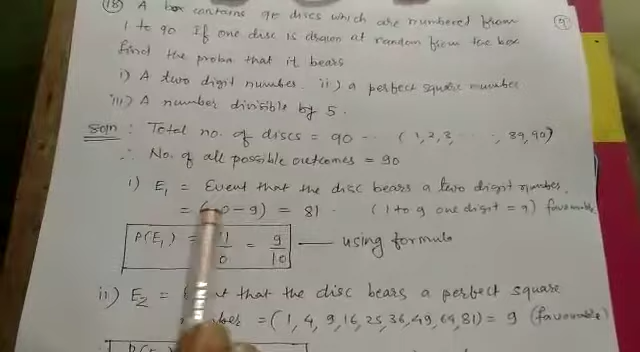 (18) A box contains 90 discs which are numbered from
1 to 90 If one disc is drawn at random from the box
find the proba that it bears
i) A two digit number. ii) a perfect square number
iii) A number divisible by 5.
Soln: Total no. of discs = 90 -- (1,2,3, ....., 89,90)
∴ No. of all possible outcomes = 90
i) E1 = Event that the disc bears a two digit number.
= ( 0-9) = 81. (1 to 9 one digit = 9) favourable
P(E1) = = 9/10 — using formula
ii) E2 = that the disc bears a perfect square
= (1, 4, 9, 16, 25, 36, 49, 64, 81) = 9 (favourable)